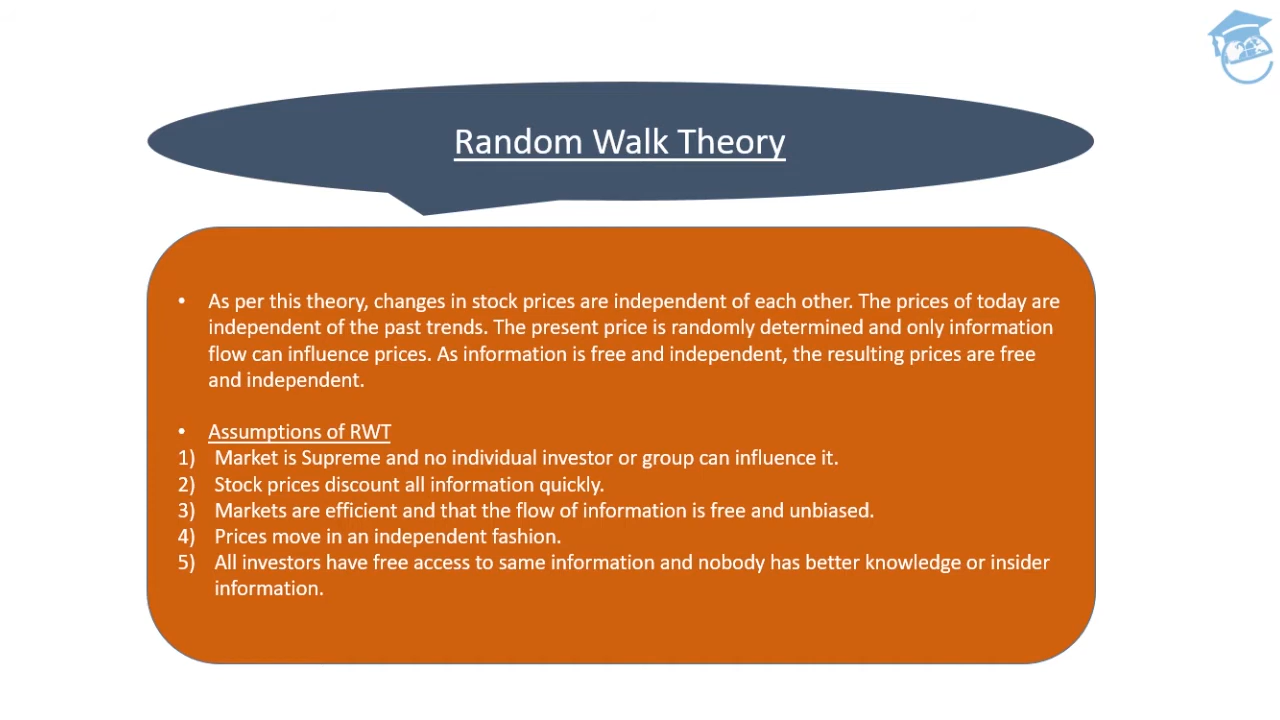 Random Walk Theory
• As per this theory, changes in stock prices are independent of each other. The prices of today are
independent of the past trends. The present price is randomly determined and only information
flow can influence prices. As information is free and independent, the resulting prices are free
and independent.
• Assumptions of RWT
1) Market is Supreme and no individual investor or group can influence it.
2) Stock prices discount all information quickly.
3) Markets are efficient and that the flow of information is free and unbiased.
4) Prices move in an independent fashion.
5) All investors have free access to same information and nobody has better knowledge or insider
information.